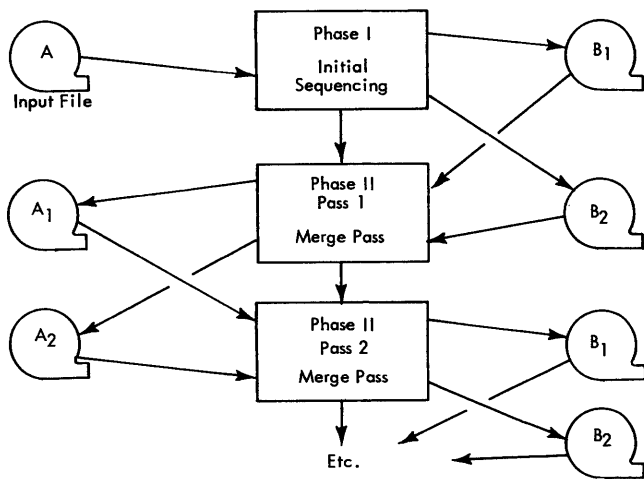 A
Input File
Phase I
Initial
Sequencing
B1
A1
Phase II
Pass 1
Merge Pass
B2
A2
Phase II
Pass 2
Merge Pass
B1
B2
Etc.